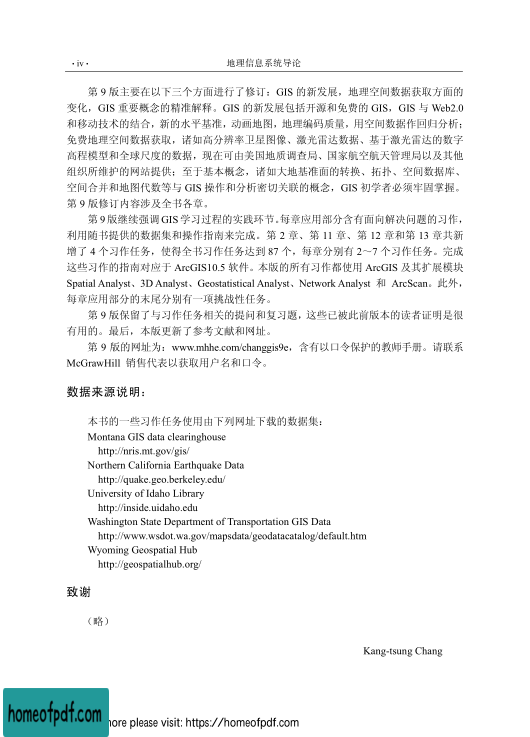 · iv · 地理信息系统导论
第 9 版主要在以下三个方面进行了修订：GIS 的新发展，地理空间数据获取方面的
变化，GIS 重要概念的精准解释。GIS 的新发展包括开源和免费的 GIS，GIS 与 Web2.0
和移动技术的结合，新的水平基准，动画地图，地理编码质量，用空间数据作回归分析；
免费地理空间数据获取，诸如高分辨率卫星图像、激光雷达数据、基于激光雷达的数字
高程模型和全球尺度的数据，现在可由美国地质调查局、国家航空航天管理局以及其他
组织所维护的网站提供；至于基本概念，诸如大地基准面的转换、拓扑、空间数据库、
空间合并和地图代数等与 GIS 操作和分析密切关联的概念，GIS 初学者必须牢固掌握。
第 9 版修订内容涉及全书各章。
第 9 版继续强调 GIS 学习过程的实践环节。每章应用部分含有面向解决问题的习作，
利用随书提供的数据集和操作指南来完成。第 2 章、第 11 章、第 12 章和第 13 章共新
增了 4 个习作任务，使得全书习作任务达到 87 个，每章分别有 2～7 个习作任务。完成
这些习作的指南对应于 ArcGIS10.5 软件。本版的所有习作都使用 ArcGIS 及其扩展模块
Spatial Analyst、3D Analyst、Geostatistical Analyst、Network Analyst 和 ArcScan。此外，
每章应用部分的末尾分别有一项挑战性任务。
第 9 版保留了与习作任务相关的提问和复习题，这些已被此前版本的读者证明是很
有用的。最后，本版更新了参考文献和网址。
第 9 版的网址为：www.mhhe.com/changgis9e，含有以口令保护的教师手册。请联系
McGrawHill 销售代表以获取用户名和口令。
数据来源说明：
本书的一些习作任务使用由下列网址下载的数据集：
Montana GIS data clearinghouse
http://nris.mt.gov/gis/
Northern California Earthquake Data
http://quake.geo.berkeley.edu/
University of Idaho Library
http://inside.uidaho.edu
Washington State Department of Transportation GIS Data
http://www.wsdot.wa.gov/mapsdata/geodatacatalog/default.htm
Wyoming Geospatial Hub
http://geospatialhub.org/
致谢
（略）
Kang-tsung Chang
homeofpdf.com
ore please visit: https://homeofpdf.com